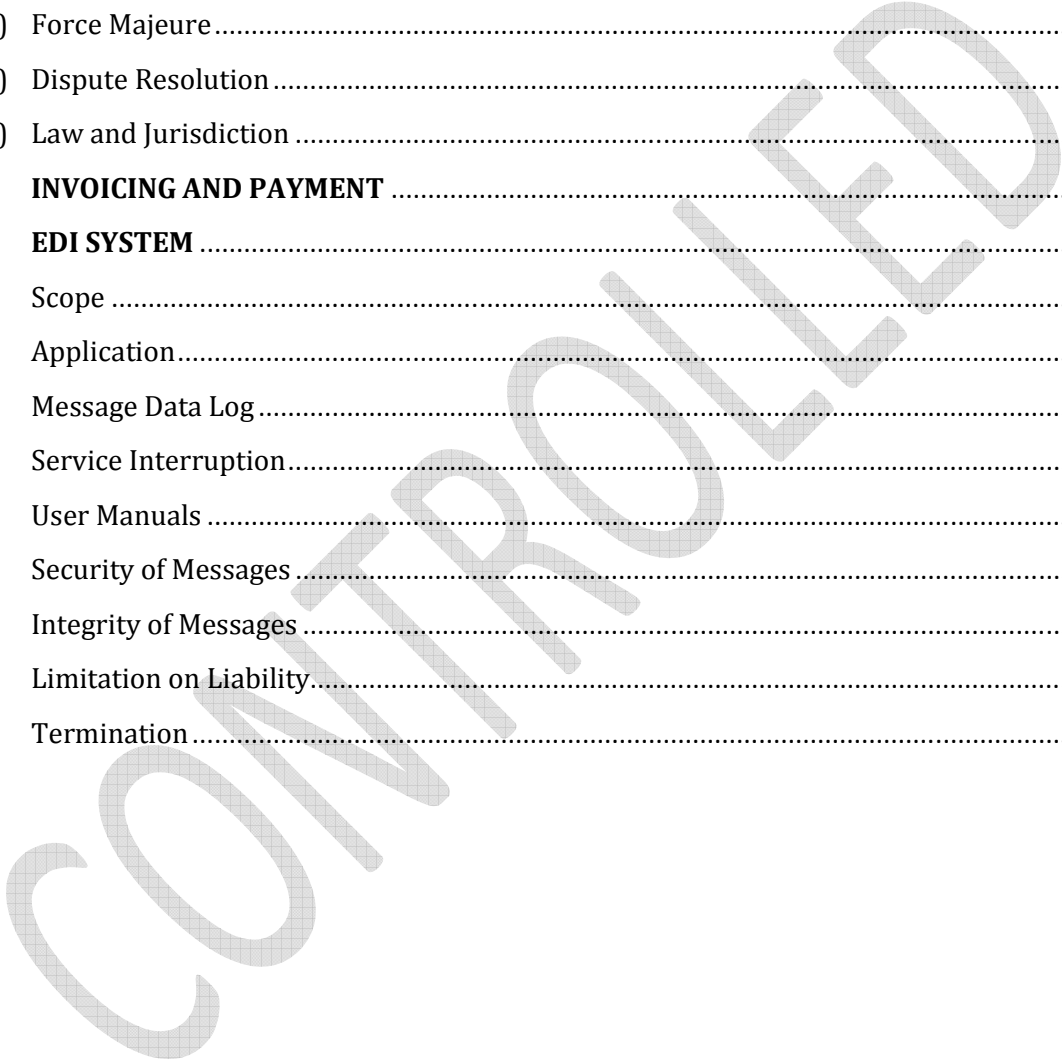 ) Force Majeure ........................................................................................................
) Dispute Resolution ........................................................................................................
) Law and Jurisdiction ........................................................................................................
INVOICING AND PAYMENT ........................................................................................................
EDI SYSTEM ........................................................................................................
Scope ........................................................................................................
Application ........................................................................................................
Message Data Log ........................................................................................................
Service Interruption ........................................................................................................
User Manuals ........................................................................................................
Security of Messages ........................................................................................................
Integrity of Messages ........................................................................................................
Limitation on Liability ........................................................................................................
Termination ........................................................................................................
CONTROLLED